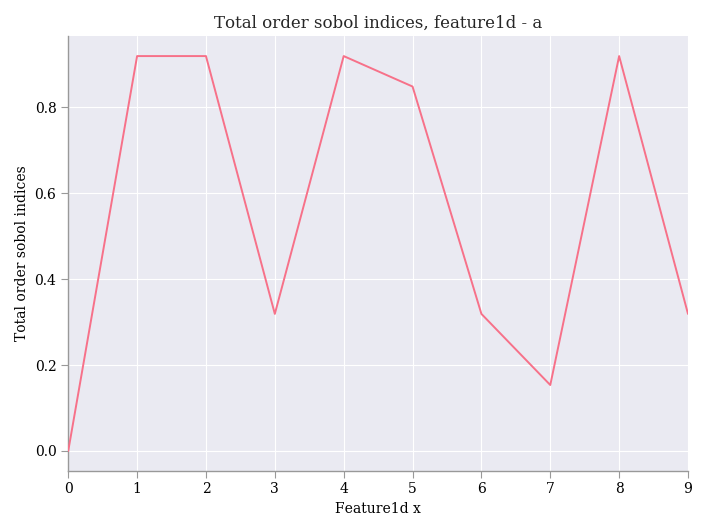 Total order sobol indices, feature1d - a
Total order sobol indices
0.8
0.6
0.4
0.2
0.0
0 1 2 3 4 5 6 7 8 9
Feature1d x